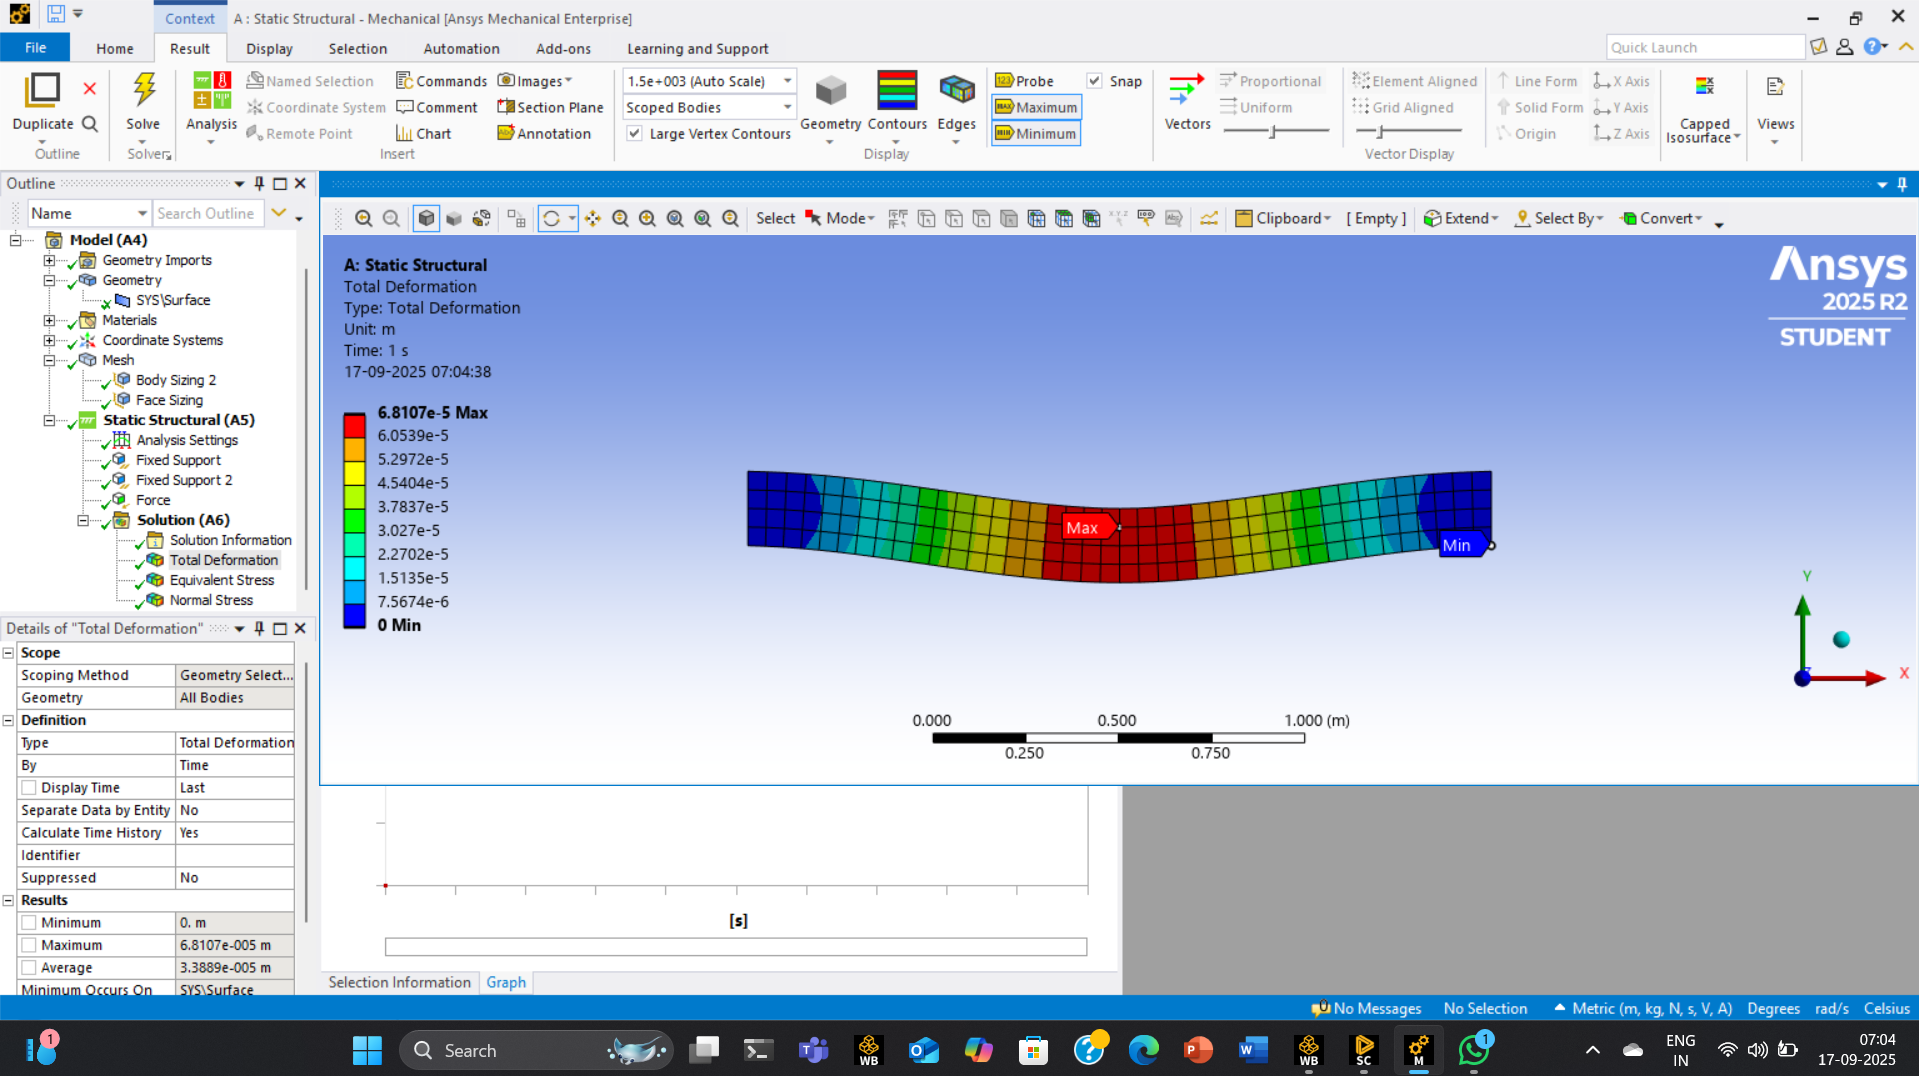 Context
A : Static Structural - Mechanical [Ansys Mechanical Enterprise]
File
Home
Result
Display
Selection
Automation
Add-ons
Learning and Support
Quick Launch
Duplicate
Outline
Solve
Solver
Analysis
Named Selection
Coordinate System
Remote Point
Commands
Comment
Chart
Images
Section Plane
Annotation
Insert
1.5e+003 (Auto Scale)
Scoped Bodies
Large Vertex Contours
Geometry
Contours
Edges
Display
Probe
Maximum
Minimum
Snap
Vectors
Proportional
Uniform
Element Aligned
Grid Aligned
Line Form
Solid Form
Origin
X Axis
Y Axis
Z Axis
Vector Display
Capped
Isosurface
Views
Outline
Name
Search Outline
Model (A4)
Geometry Imports
Geometry
SYS\Surface
Materials
Coordinate Systems
Mesh
Body Sizing 2
Face Sizing
Static Structural (A5)
Analysis Settings
Fixed Support
Fixed Support 2
Force
Solution (A6)
Solution Information
Total Deformation
Equivalent Stress
Normal Stress
Select
Mode
Clipboard
[ Empty ]
Extend
Select By
Convert
A: Static Structural
Total Deformation
Type: Total Deformation
Unit: m
Time: 1 s
17-09-2025 07:04:38
6.8107e-5 Max
6.0539e-5
5.2972e-5
4.5404e-5
3.7837e-5
3.027e-5
2.2702e-5
1.5135e-5
7.5674e-6
0 Min
Ansys
2025 R2
STUDENT
Max
Min
Y
X
Z
0.000
0.500
1.000 (m)
0.250
0.750
Details of "Total Deformation"
Scope
Scoping Method Geometry Select...
Geometry All Bodies
Definition
Type Total Deformation
By Time
Display Time Last
Separate Data by Entity No
Calculate Time History Yes
Identifier
Suppressed No
Results
Minimum 0. m
Maximum 6.8107e-005 m
Average 3.3889e-005 m
Minimum Occurs On SYS\Surface
[s]
Selection Information
Graph
No Messages
No Selection
Metric (m, kg, N, s, V, A)
Degrees
rad/s
Celsius
1
Search
WB
WB
SC
M
1
ENG
IN
07:04
17-09-2025